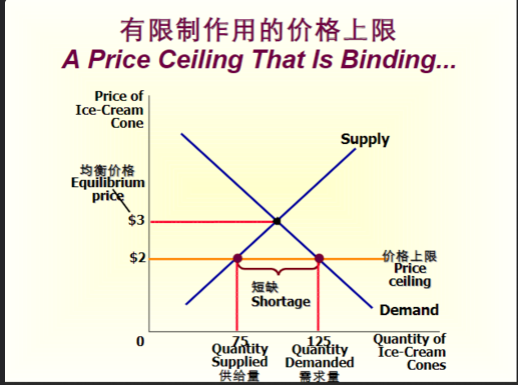 有限制作用的价格上限
A Price Ceiling That Is Binding...
Price of
Ice-Cream
Cone
Supply
均衡价格
Equilibrium
price
$3
$2
价格上限
Price
ceiling
短缺
Shortage
Demand
0
75
125
Quantity
Supplied
供给量
Quantity
Demanded
需求量
Quantity of
Ice-Cream
Cones